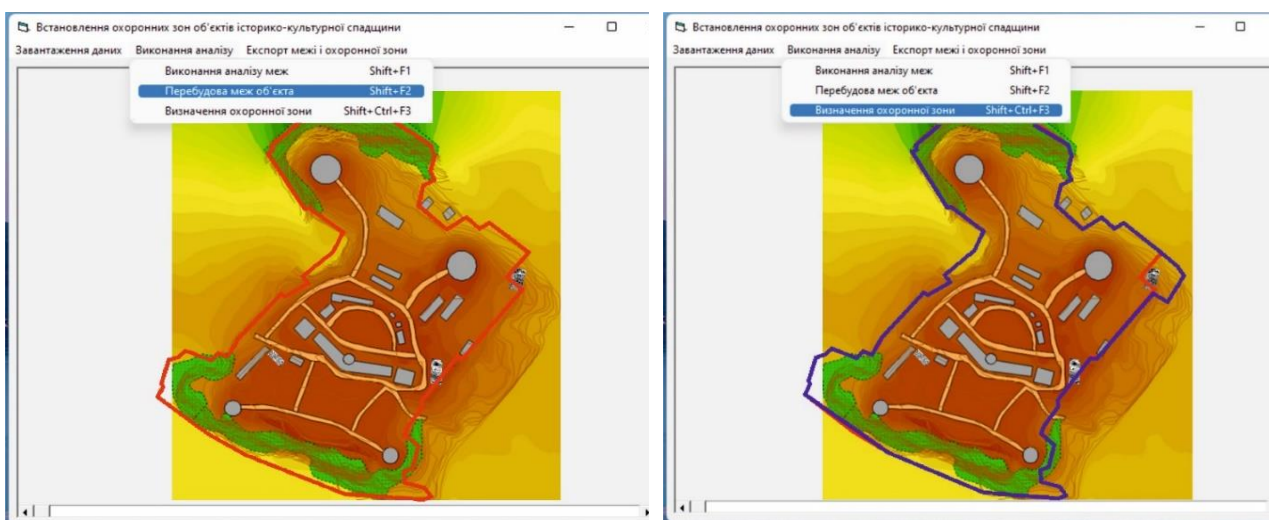 Встановлення охоронних зон об'єктів історико-культурної спадщини
Завантаження даних Виконання аналізу Експорт межі і охоронної зони
Виконання аналізу меж Shift+F1
Перебудова меж об'єкта Shift+F2
Визначення охоронної зони Shift+Ctrl+F3
Встановлення охоронних зон об'єктів історико-культурної спадщини
Завантаження даних Виконання аналізу Експорт межі і охоронної зони
Виконання аналізу меж Shift+F1
Перебудова меж об'єкта Shift+F2
Визначення охоронної зони Shift+Ctrl+F3